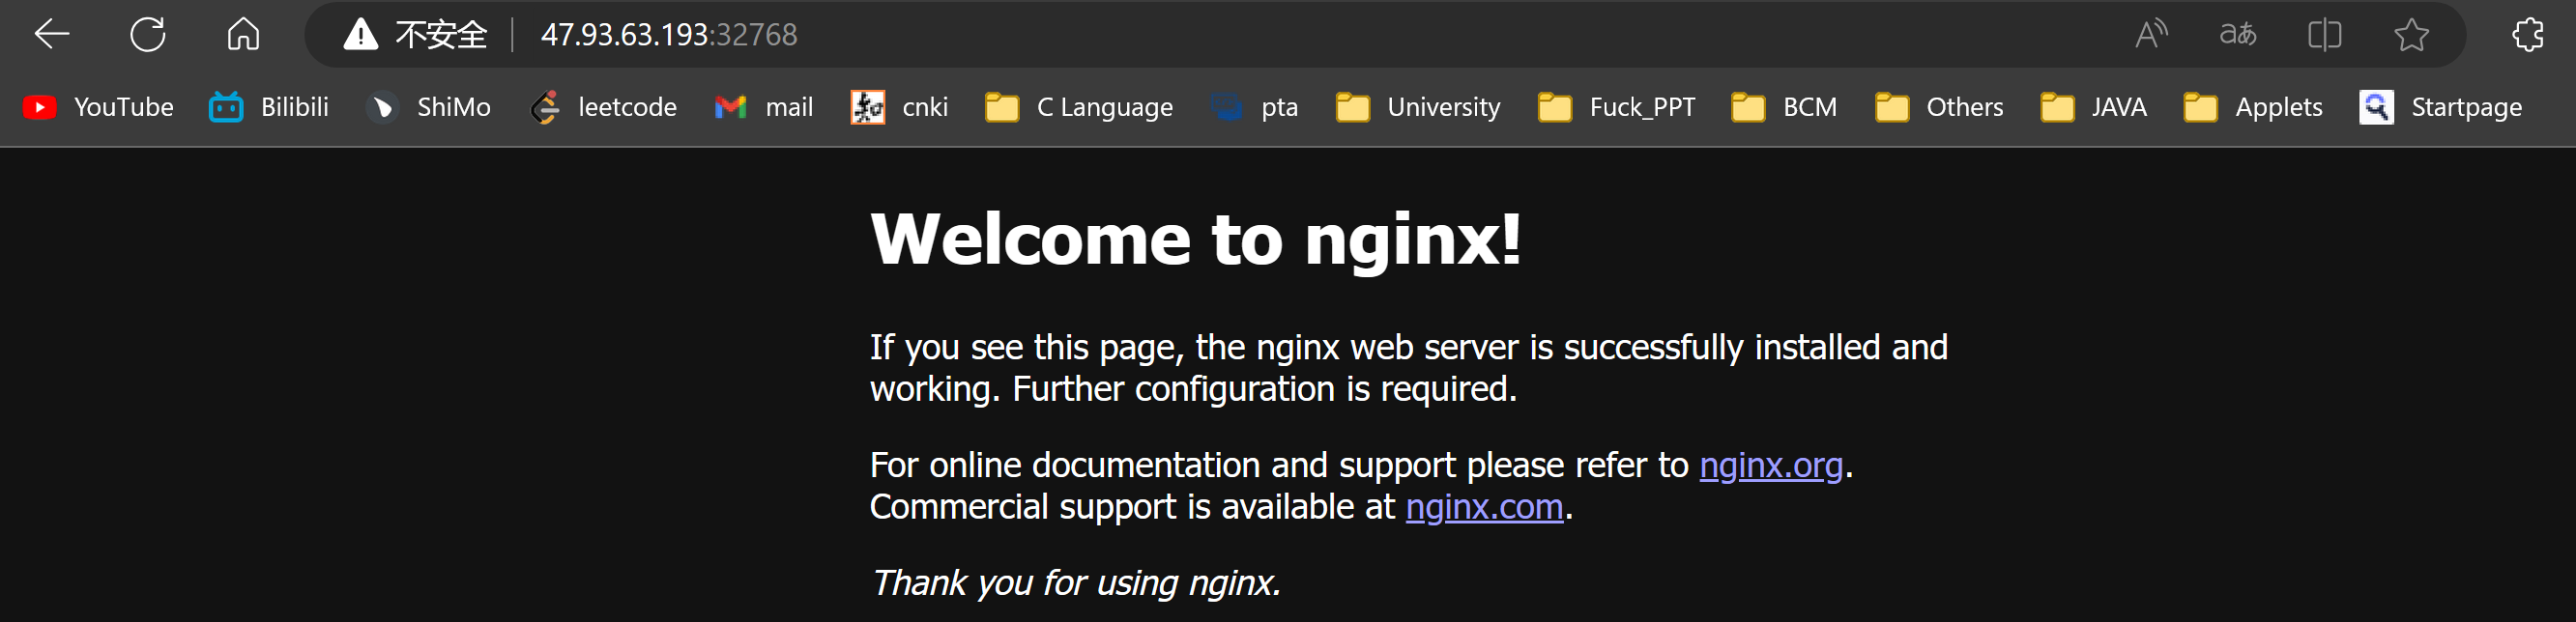 不安全 47.93.63.193:32768
YouTube Bilibili ShiMo leetcode mail cnki C Language pta University Fuck_PPT BCM Others JAVA Applets Startpage
Welcome to nginx!
If you see this page, the nginx web server is successfully installed and
working. Further configuration is required.
For online documentation and support please refer to nginx.org.
Commercial support is available at nginx.com.
Thank you for using nginx.